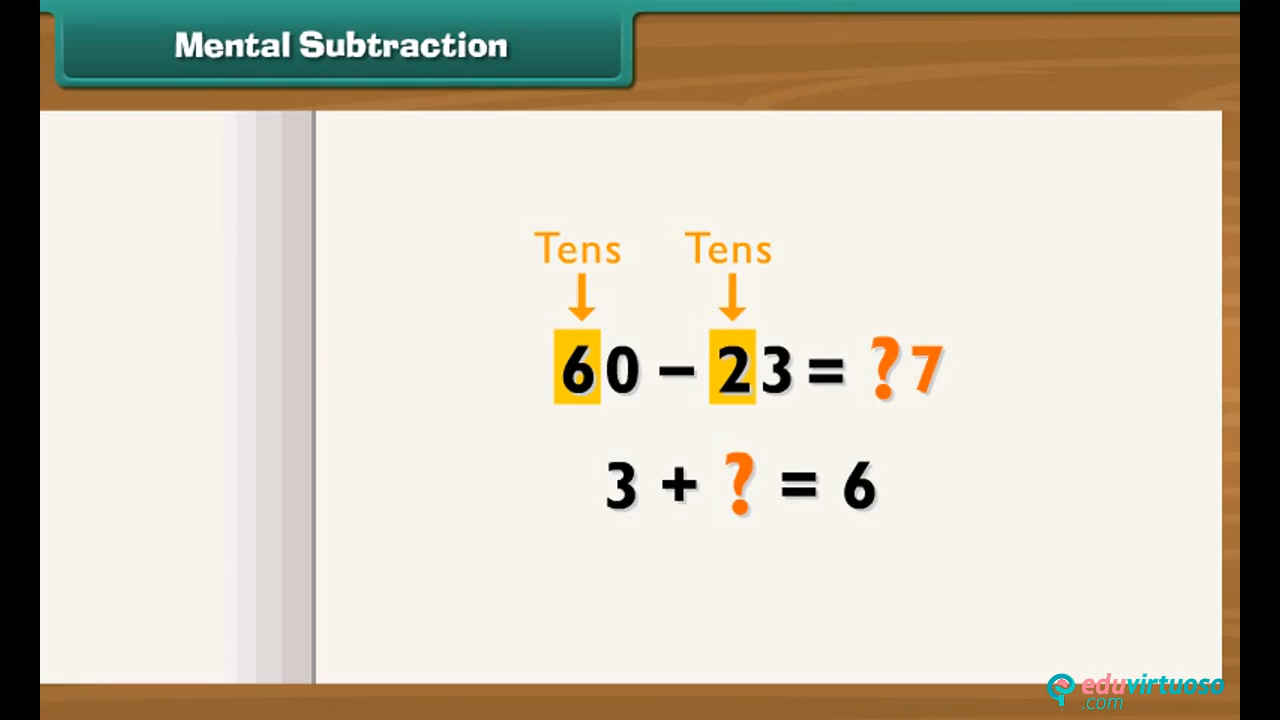 Mental Subtraction
Tens Tens
60 – 23 = ?7
3 + ? = 6
eduvirtuoso
.com